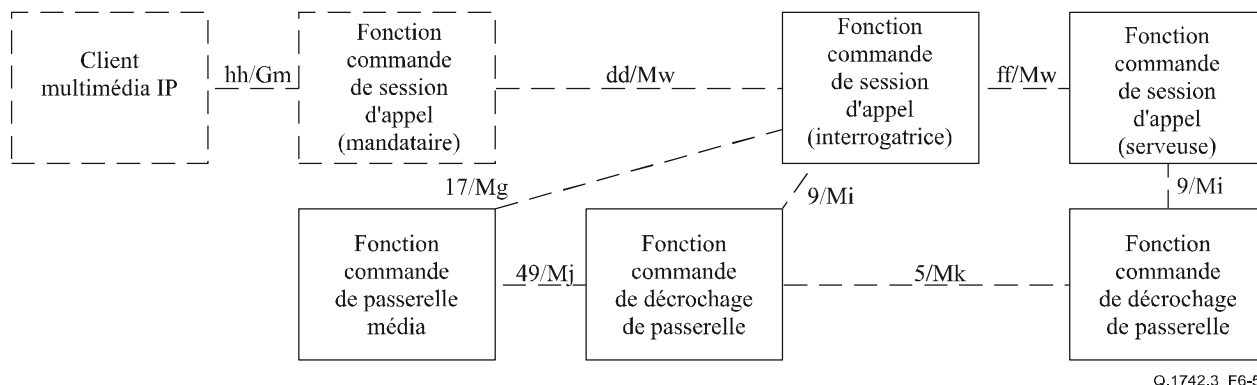 Client
multimédia IP
hh/Gm
Fonction
commande
de session
d'appel
(mandataire)
dd/Mw
Fonction
commande
de session
d'appel
(interrogatrice)
ff/Mw
Fonction
commande
de session
d'appel
(serveuse)
17/Mg
9/Mi
9/Mi
Fonction
commande
de passerelle
média
49/Mj
Fonction
commande
de décrochage
de passerelle
5/Mk
Fonction
commande
de décrochage
de passerelle